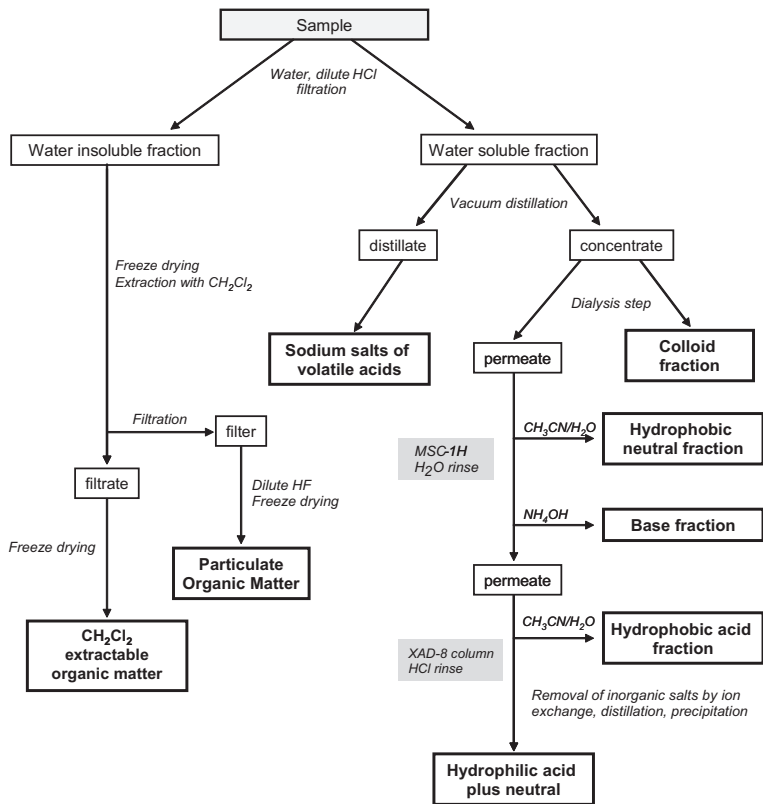 Sample
Water, dilute HCl
filtration
Water insoluble fraction
Water soluble fraction
Vacuum distillation
distillate
concentrate
Freeze drying
Extraction with CH₂Cl₂
Dialysis step
Sodium salts of
volatile acids
permeate
Colloid
fraction
Filtration
filter
CH₃CN/H₂O
Hydrophobic
neutral fraction
MSC-1H
H₂O rinse
filtrate
Dilute HF
Freeze drying
NH₄OH
Base fraction
Freeze drying
Particulate
Organic Matter
permeate
CH₃CN/H₂O
Hydrophobic acid
fraction
CH₂Cl₂
extractable
organic matter
XAD-8 column
HCl rinse
Removal of inorganic salts by ion
exchange, distillation, precipitation
Hydrophilic acid
plus neutral